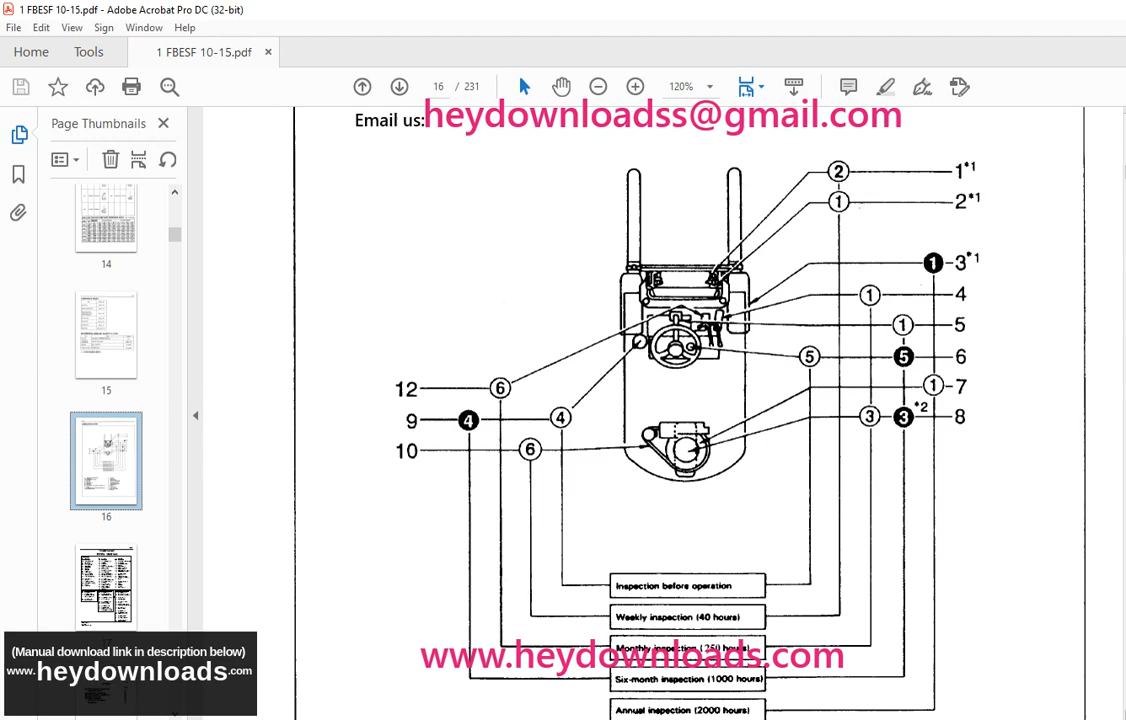 1 FBESF 10-15.pdf - Adobe Acrobat Pro DC (32-bit)
File Edit View Sign Window Help
Home Tools 1 FBESF 10-15.pdf ×
16 / 231 120%
Page Thumbnails
14
15
16
Email us:heydownloadss@gmail.com
2 1*1
1 2*1
1 3*1
1 4
1 5
5 5 6
1 7
3 3 *2 8
12 6
9 4 4
10 6
Inspection before operation
Weekly inspection (40 hours)
Monthly inspection (250 hours)
www.heydownloads.com
Six-month inspection (1000 hours)
Annual inspection (2000 hours)
(Manual download link in description below)
www.heydownloads.com